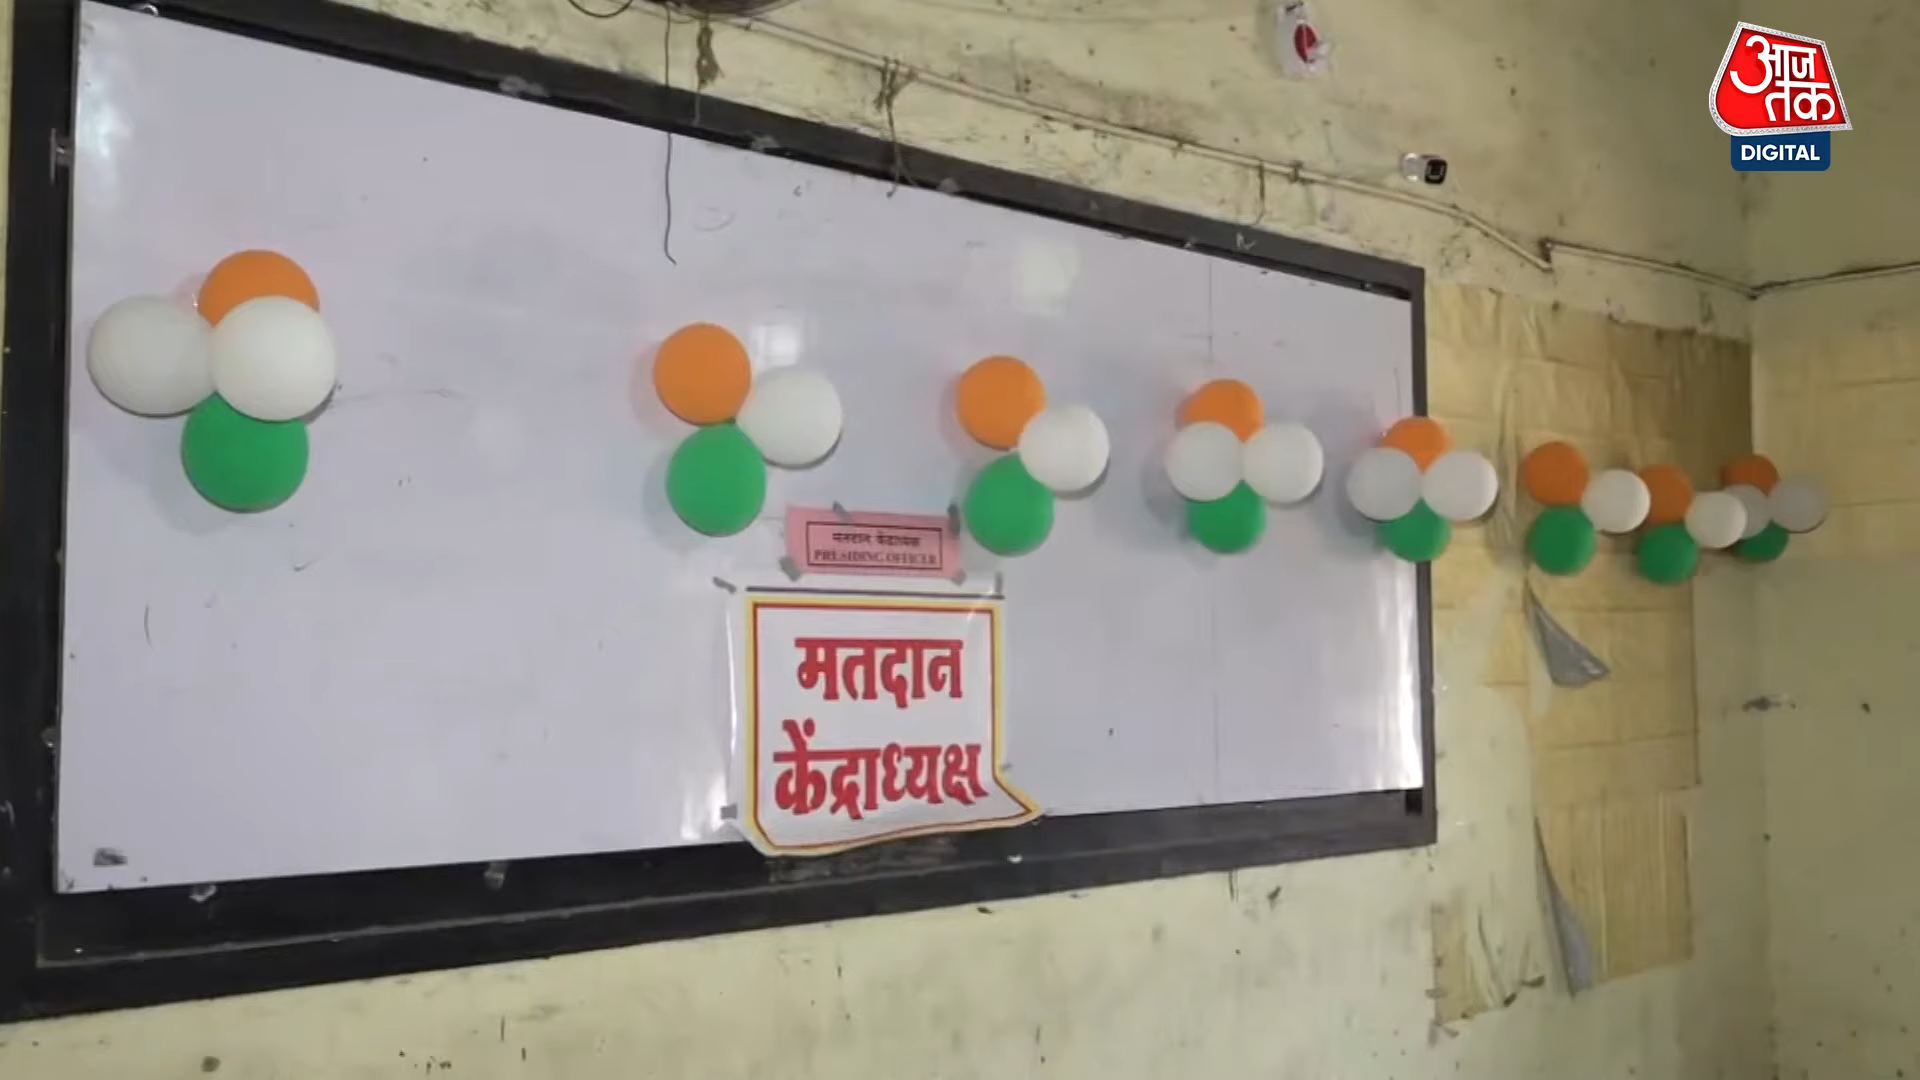 आज
तक
DIGITAL
मतदान केंद्राध्यक्ष
PRESIDING OFFICER
मतदान
केंद्राध्यक्ष